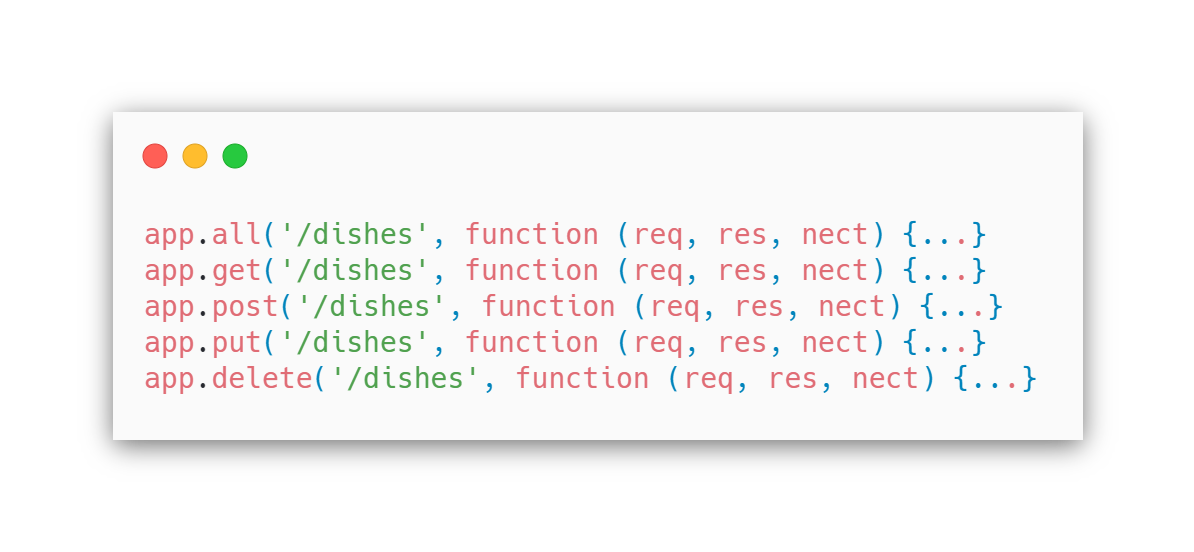 app.all('/dishes', function (req, res, nect) {...}
app.get('/dishes', function (req, res, nect) {...}
app.post('/dishes', function (req, res, nect) {...}
app.put('/dishes', function (req, res, nect) {...}
app.delete('/dishes', function (req, res, nect) {...}